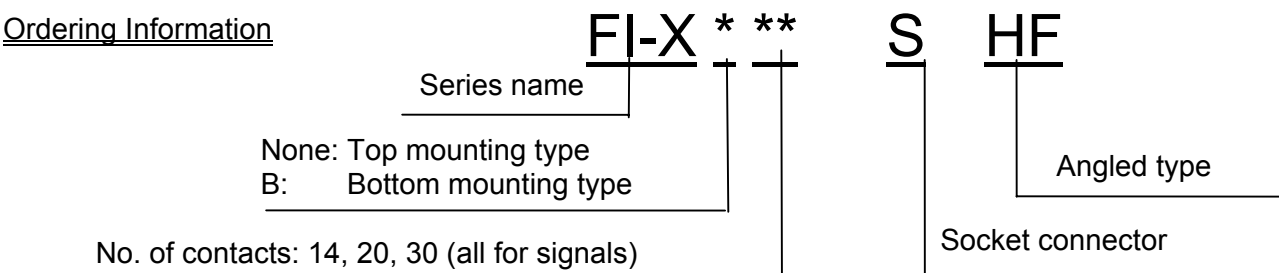 Ordering Information
FI-X * ** S HF
Series name
None: Top mounting type
B: Bottom mounting type
Angled type
No. of contacts: 14, 20, 30 (all for signals)
Socket connector